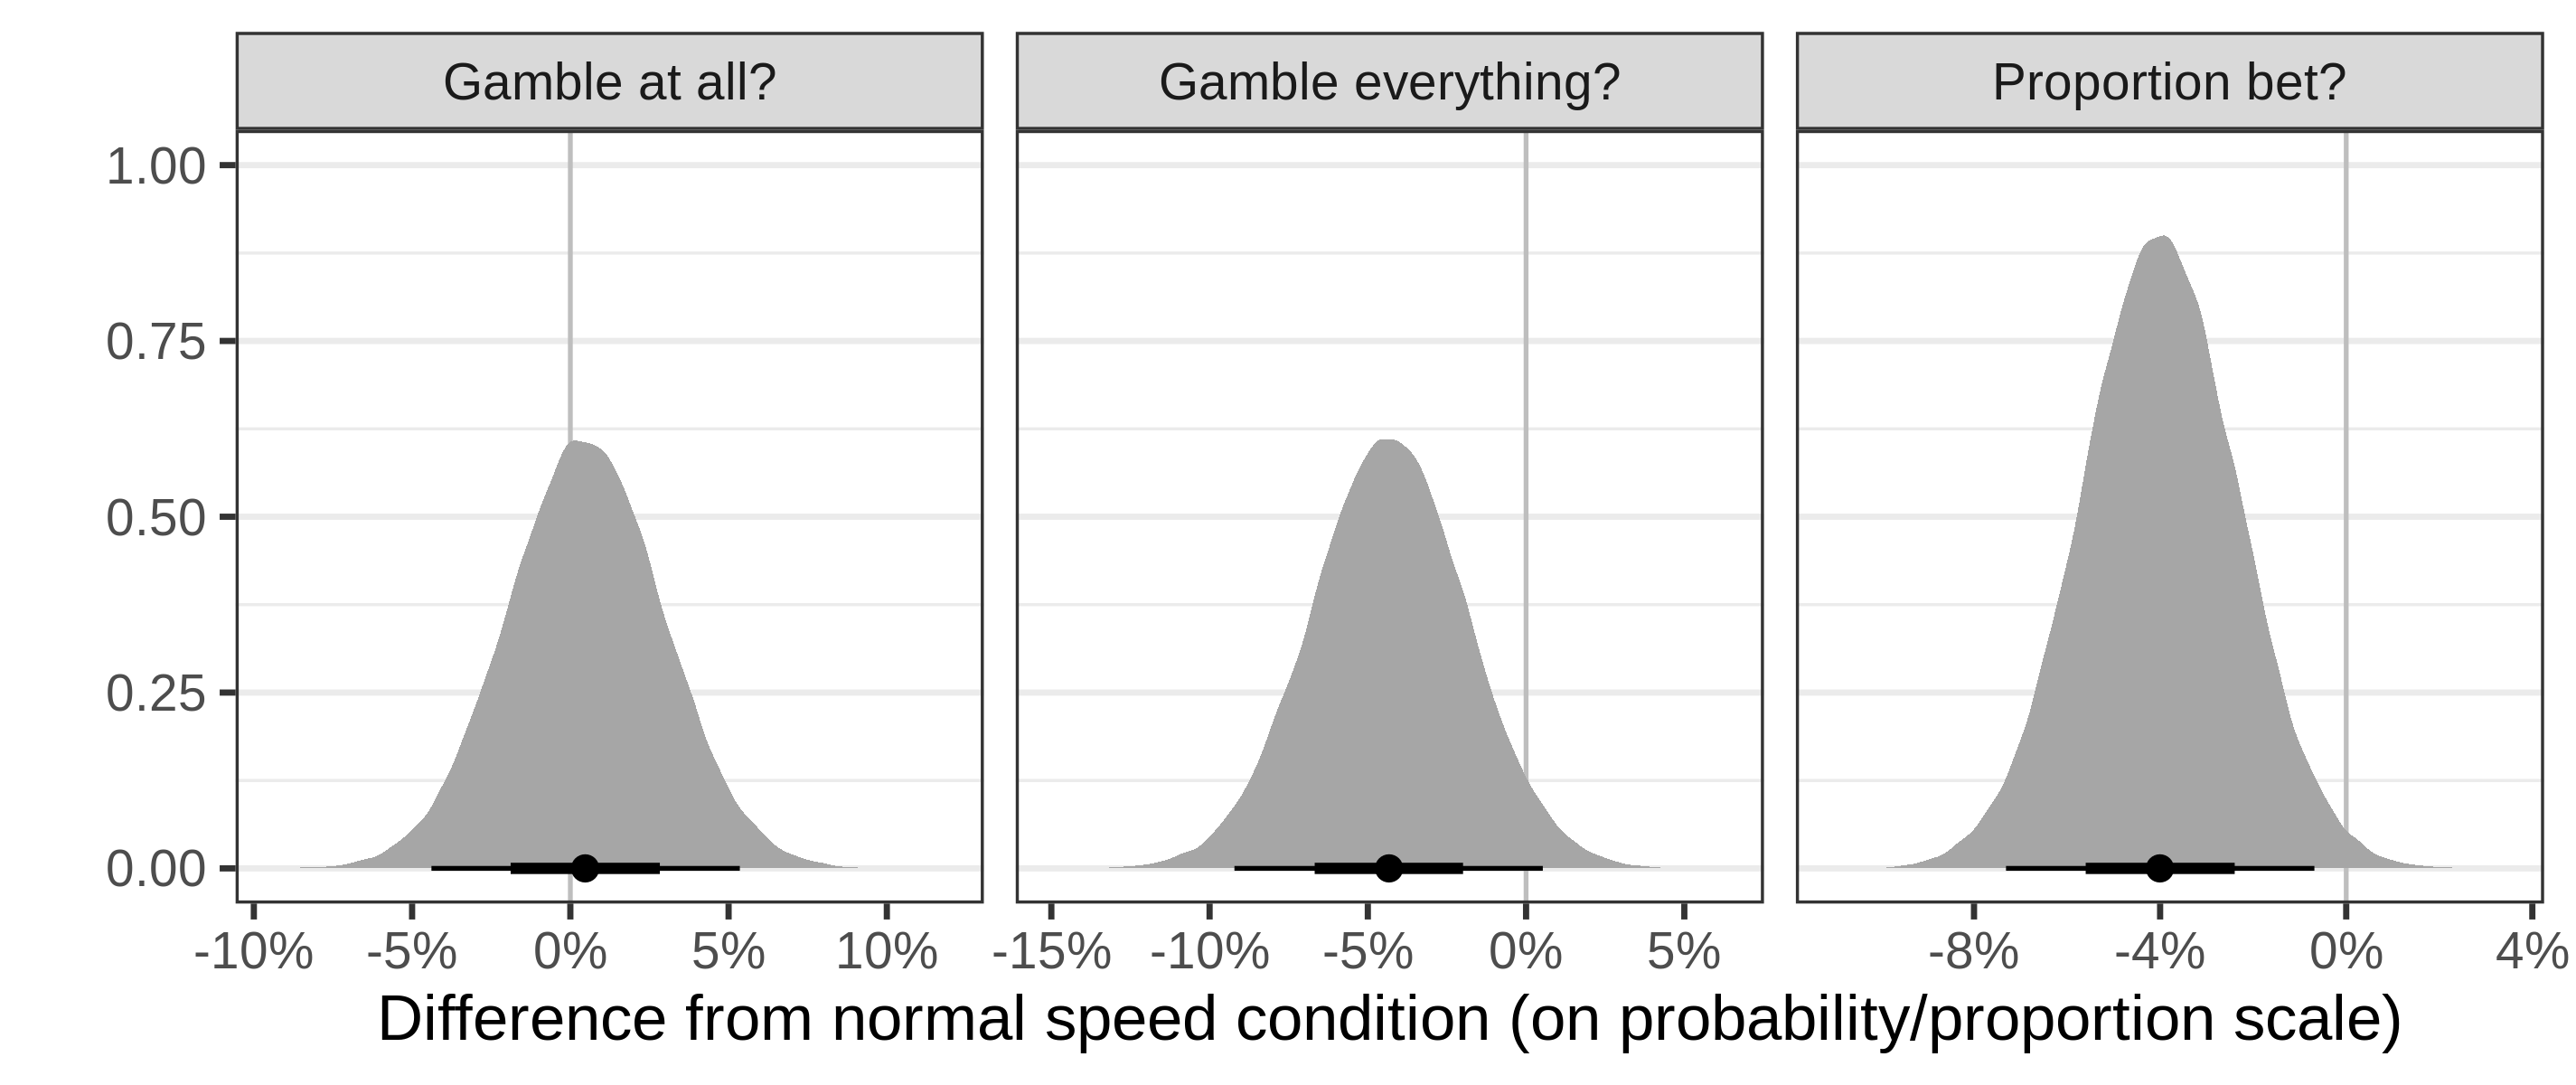 Gamble at all? Gamble everything? Proportion bet?
1.00
0.75
0.50
0.25
0.00
-10% -5% 0% 5% 10% -15% -10% -5% 0% 5% -8% -4% 0% 4%
Difference from normal speed condition (on probability/proportion scale)